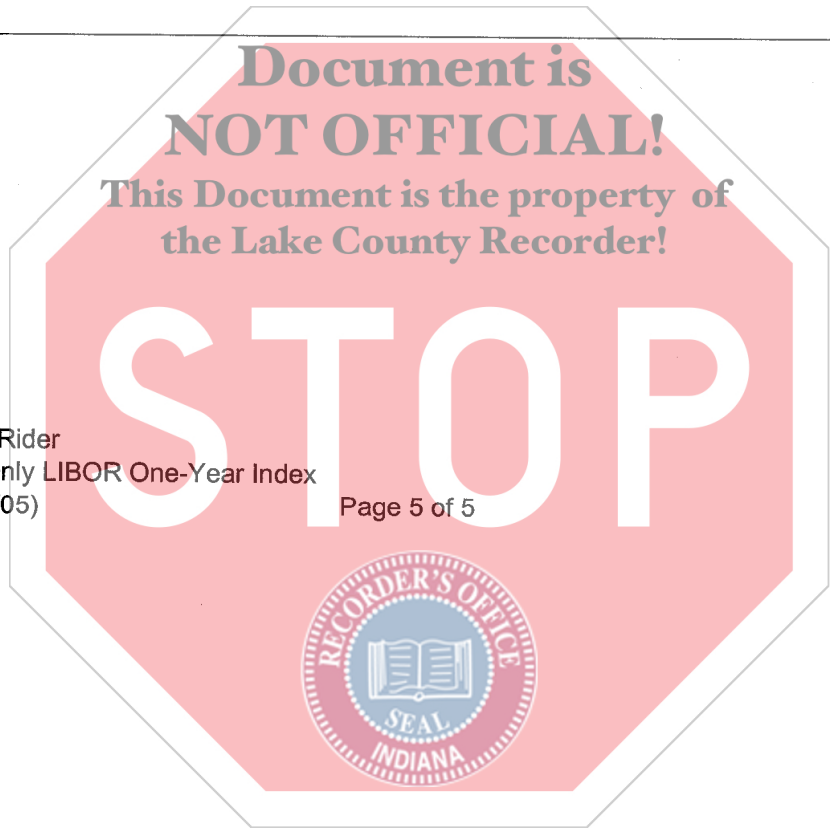 Document is
NOT OFFICIAL!
This Document is the property of
the Lake County Recorder!
STOP
Rider
nly LIBOR One-Year Index
05)
Page 5 of 5
RECORDER'S OFFICE
SEAL
INDIANA